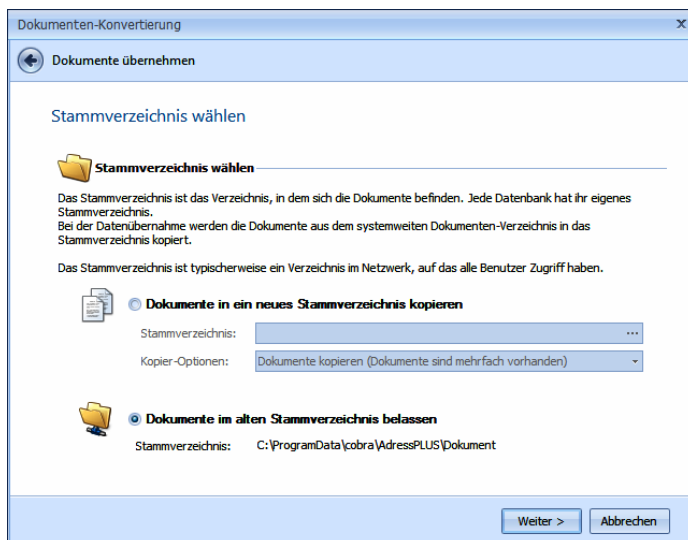 Dokumenten-Konvertierung
x
Dokumente übernehmen
Stammverzeichnis wählen
Stammverzeichnis wählen
Das Stammverzeichnis ist das Verzeichnis, in dem sich die Dokumente befinden. Jede Datenbank hat ihr eigenes
Stammverzeichnis.
Bei der Datenübernahme werden die Dokumente aus dem systemweiten Dokumenten-Verzeichnis in das
Stammverzeichnis kopiert.
Das Stammverzeichnis ist typischerweise ein Verzeichnis im Netzwerk, auf das alle Benutzer Zugriff haben.
Dokumente in ein neues Stammverzeichnis kopieren
Stammverzeichnis: ...
Kopier-Optionen: Dokumente kopieren (Dokumente sind mehrfach vorhanden)
Dokumente im alten Stammverzeichnis belassen
Stammverzeichnis: C:\ProgramData\cobra\AdressPLUS\Dokument
Weiter > Abbrechen